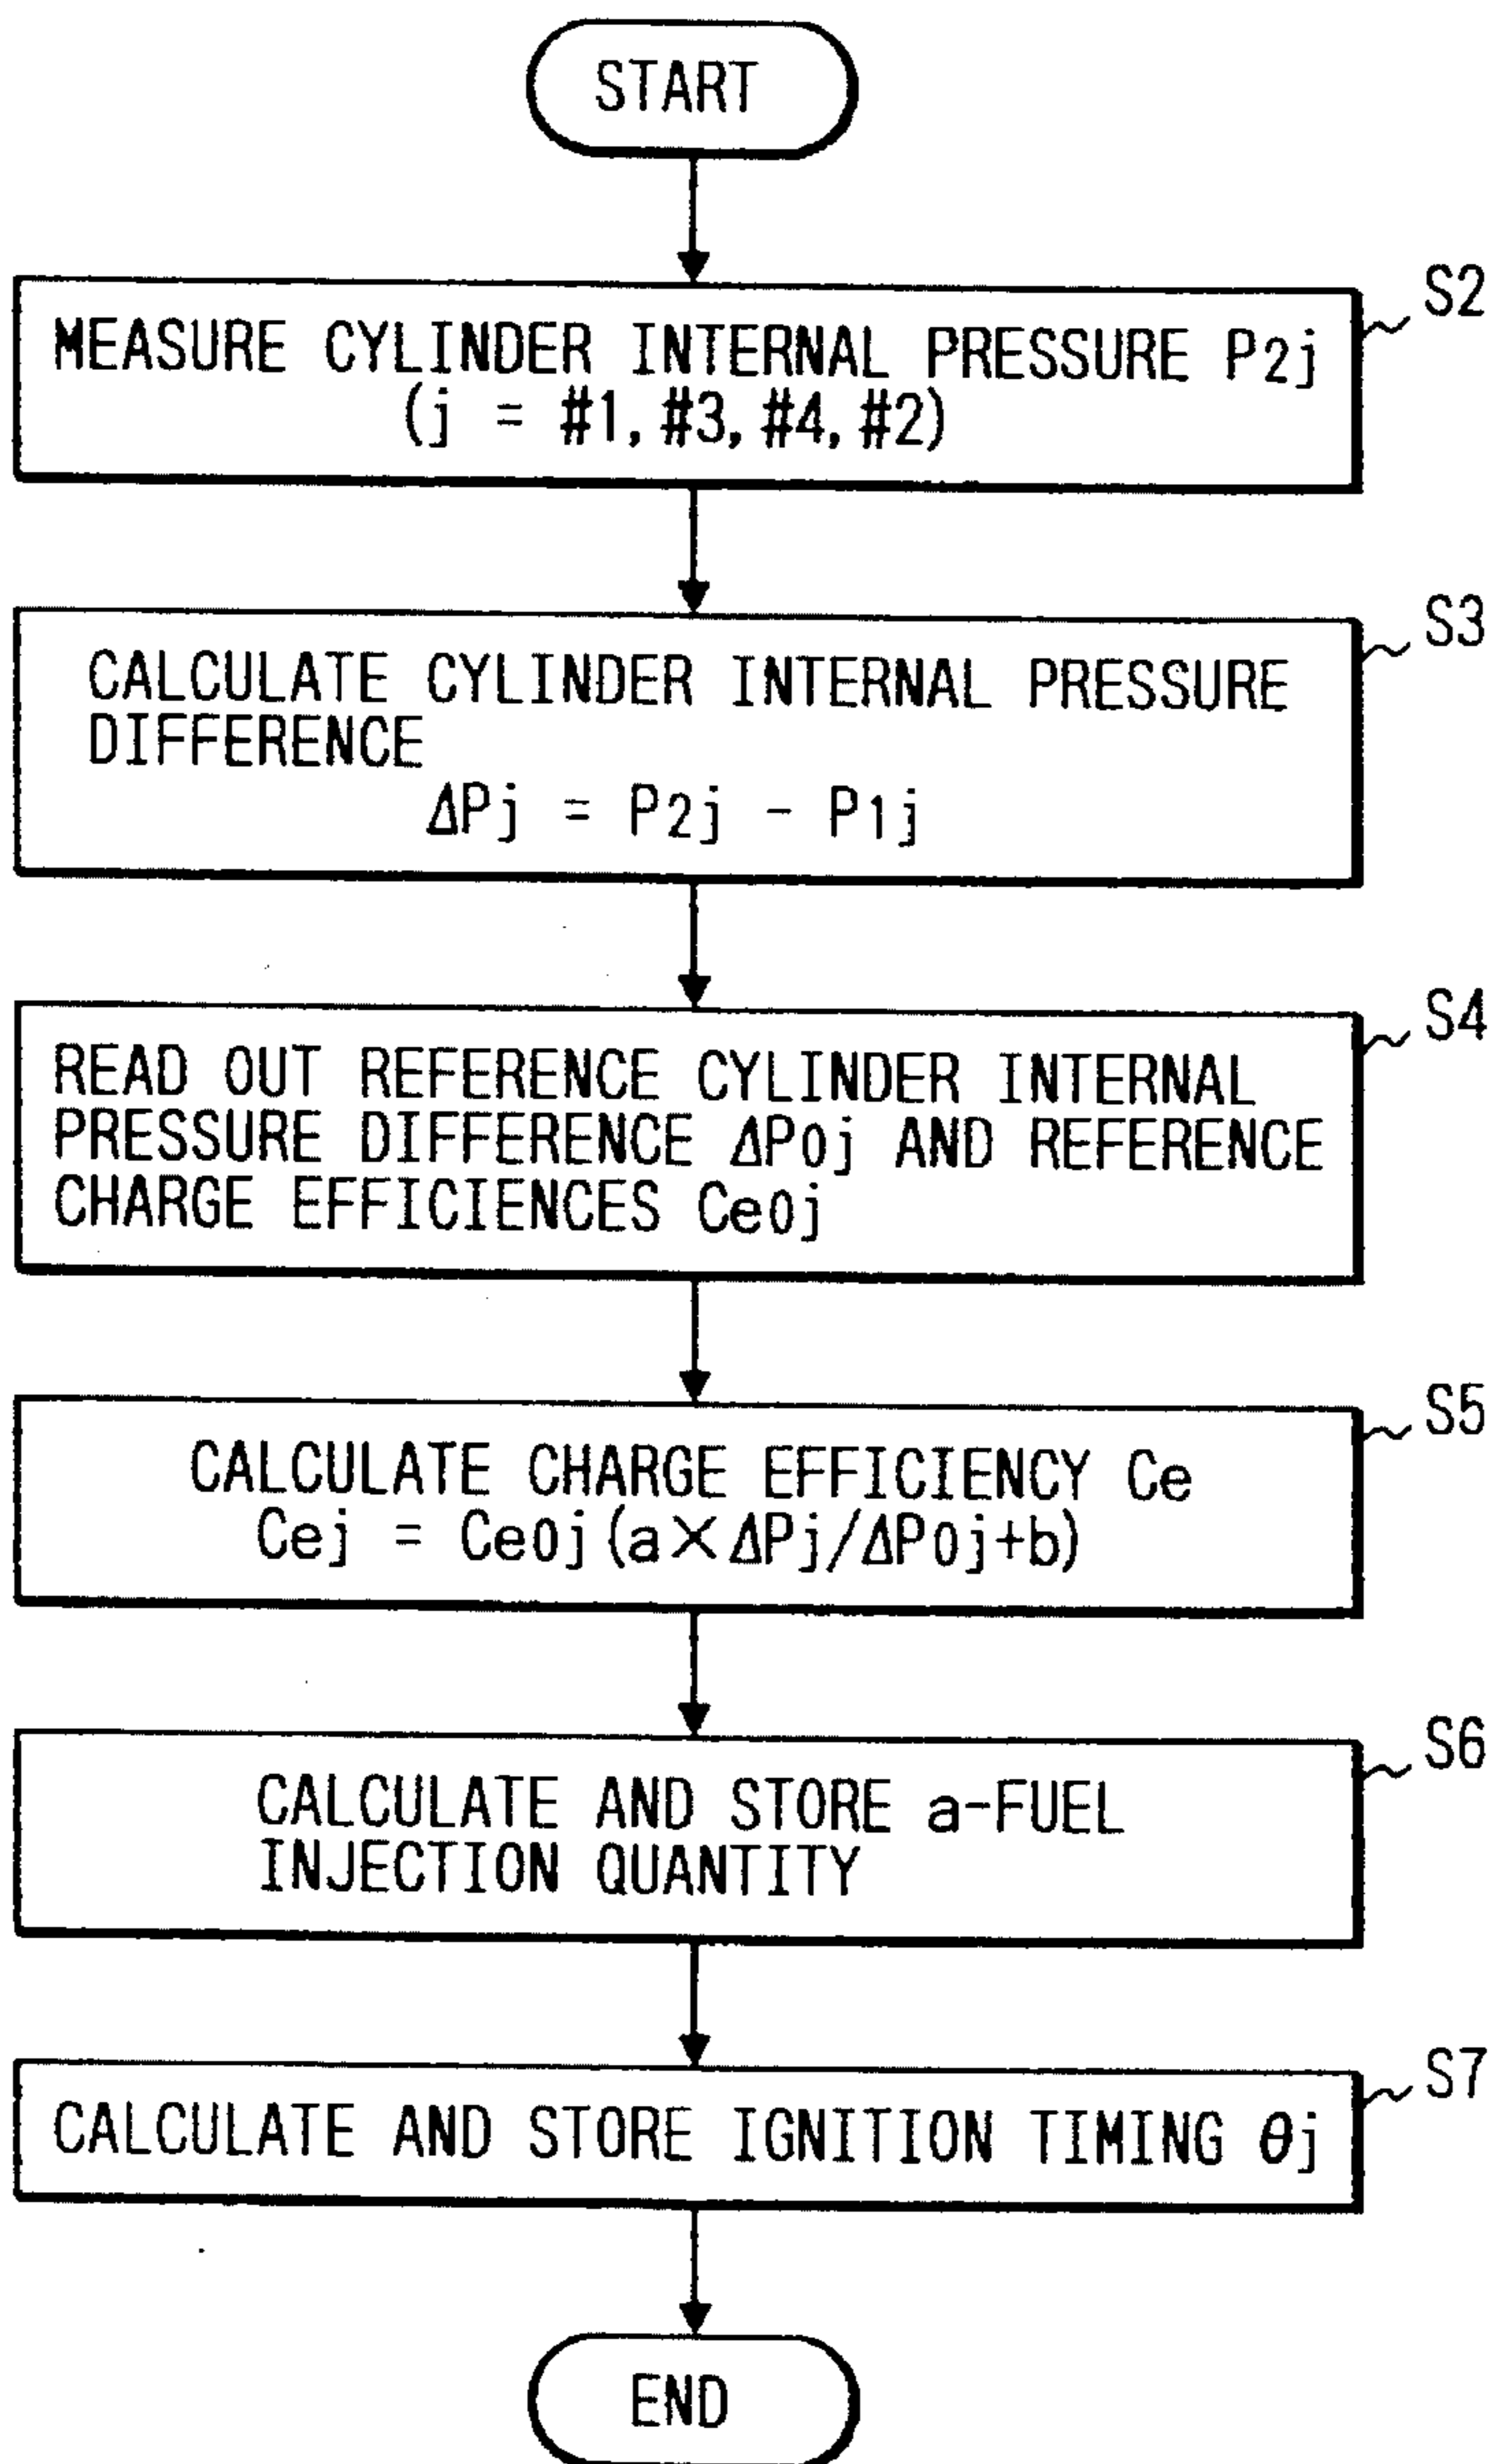 START
S2
MEASURE CYLINDER INTERNAL PRESSURE P2j
(j = #1, #3, #4, #2)
S3
CALCULATE CYLINDER INTERNAL PRESSURE
DIFFERENCE
ΔPj = P2j - P1j
S4
READ OUT REFERENCE CYLINDER INTERNAL
PRESSURE DIFFERENCE ΔP0j AND REFERENCE
CHARGE EFFICIENCES Ce0j
S5
CALCULATE CHARGE EFFICIENCY Ce
Cej = Ce0j(a×ΔPj/ΔP0j+b)
S6
CALCULATE AND STORE a-FUEL
INJECTION QUANTITY
S7
CALCULATE AND STORE IGNITION TIMING θj
END